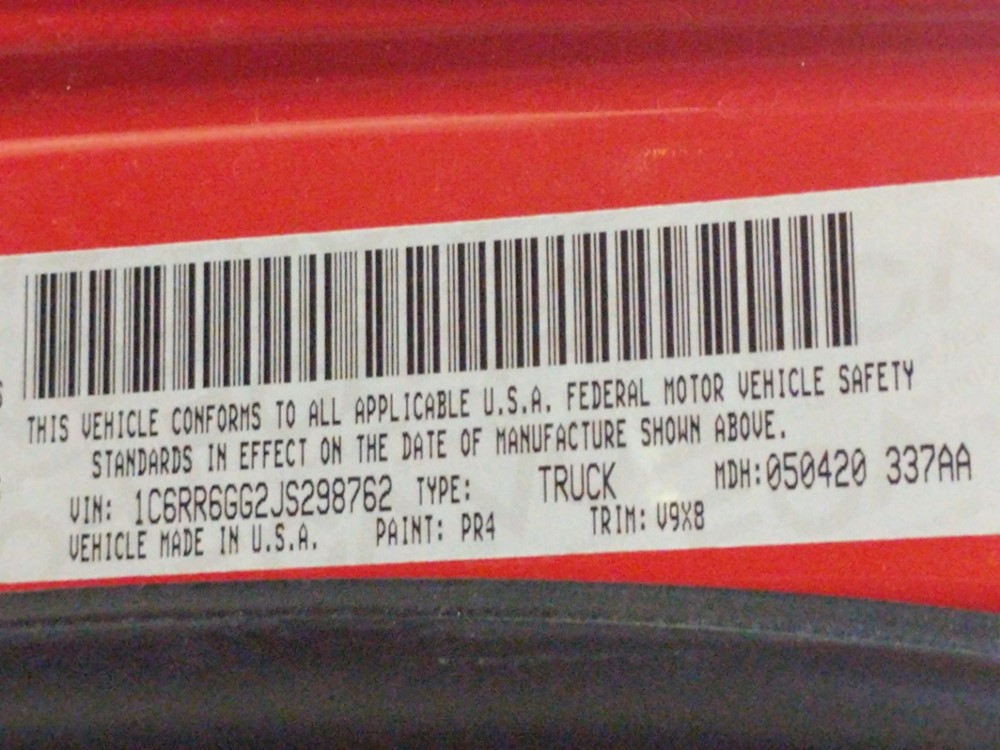 THIS VEHICLE CONFORMS TO ALL APPLICABLE U.S.A. FEDERAL MOTOR VEHICLE SAFETY
STANDARDS IN EFFECT ON THE DATE OF MANUFACTURE SHOWN ABOVE.
VIN: 1C6RR6GG2JS298762 TYPE: TRUCK MDH:050420 337AA
VEHICLE MADE IN U.S.A. PAINT: PR4 TRIM: V9X8